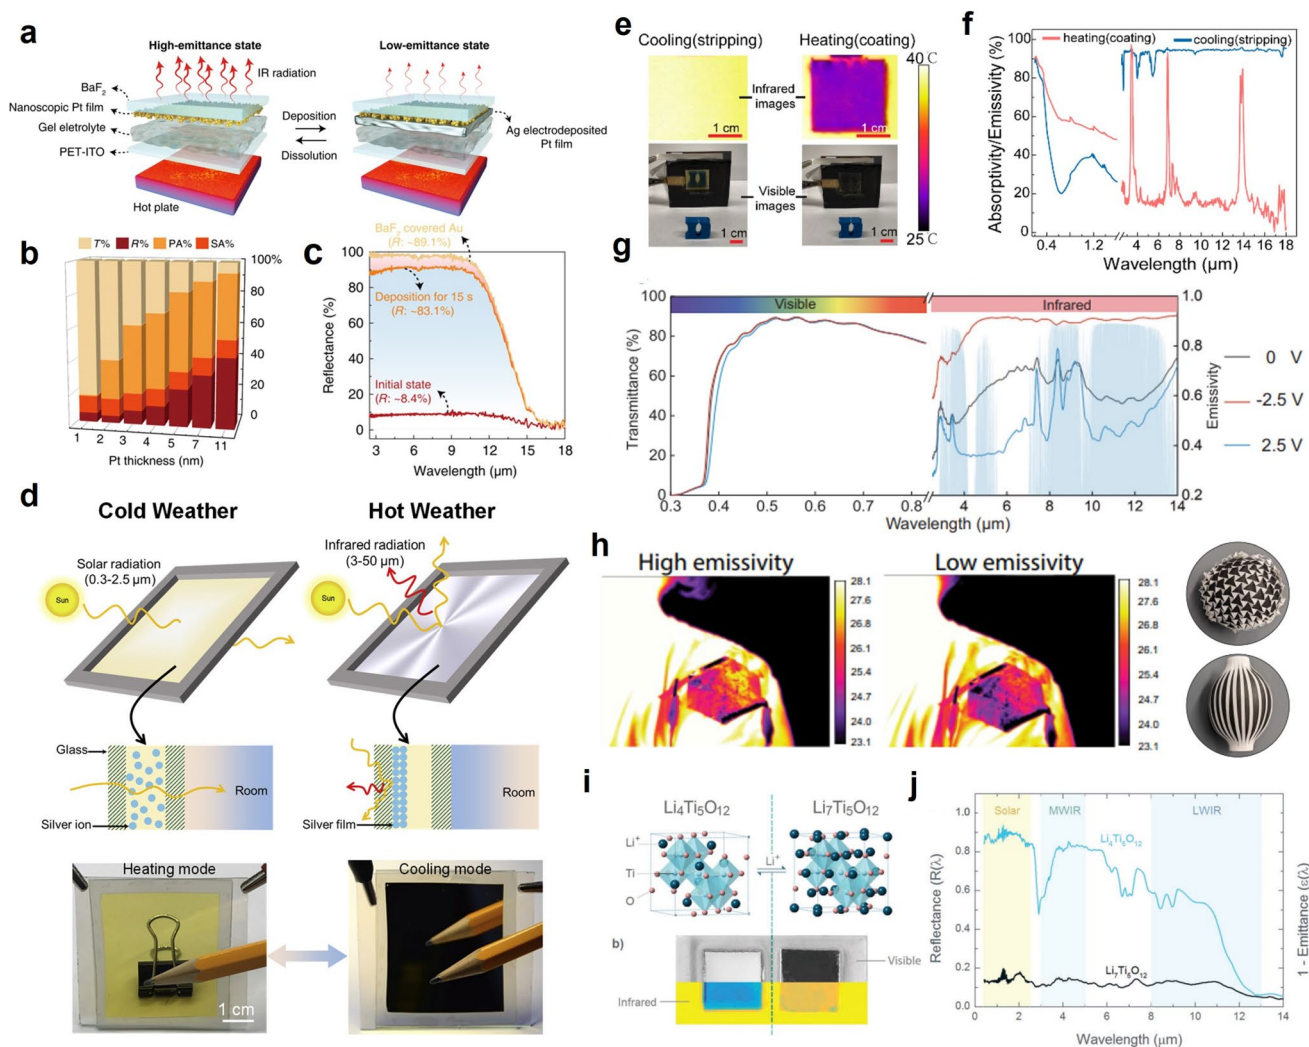 a
High-emittance state
Low-emittance state
IR radiation
BaF2
Nanoscopic Pt film
Gel eletrolyte
PET-ITO
Hot plate
Deposition
Dissolution
Ag electrodeposited
Pt film
b
T% R% PA% SA%
100%
80
60
40
20
0
1 2 3 4 5 7 11
Pt thickness (nm)
c
BaF2 covered Au
(R: ~89.1%)
Deposition for 15 s
(R: ~83.1%)
Initial state
(R: ~8.4%)
Reflectance (%)
100
80
60
40
20
0
3 6 9 12 15 18
Wavelength (μm)
d
Cold Weather
Hot Weather
Solar radiation
(0.3-2.5 μm)
Sun
Infrared radiation
(3-50 μm)
Sun
Glass
Silver ion
Room
Silver film
Room
Heating mode
1 cm
Cooling mode
e
Cooling(stripping)
Heating(coating)
Infrared
images
1 cm
1 cm
Visible
images
1 cm
1 cm
40 ℃
25 ℃
f
heating(coating)
cooling(stripping)
Absorptivity/Emissivity (%)
100
80
60
40
20
0
0.4 1.2 4 6 8 10 12 14 16 18
Wavelength (μm)
g
Visible
Infrared
Transmittance (%)
100
80
60
40
20
0
0.3 0.4 0.5 0.6 0.7 0.8 4 6 8 10 12 14
Wavelength (μm)
1.0
0.8
0.6
0.4
0.2
Emissivity
0 V
-2.5 V
2.5 V
h
High emissivity
Low emissivity
28.1
27.6
26.8
26.1
25.4
24.7
24.0
23.1
28.1
27.6
26.8
26.1
25.4
24.7
24.0
23.1
i
Li4Ti5O12
Li7Ti5O12
Li+
Ti
O
Li+
b)
Visible
Infrared
j
Solar
MWIR
LWIR
Li4Ti5O12
Li7Ti5O12
Reflectance (R(λ)
1.0
0.8
0.6
0.4
0.2
0.0
0 2 4 6 8 10 12 14
Wavelength (μm)
1 - Emittance (ε(λ)